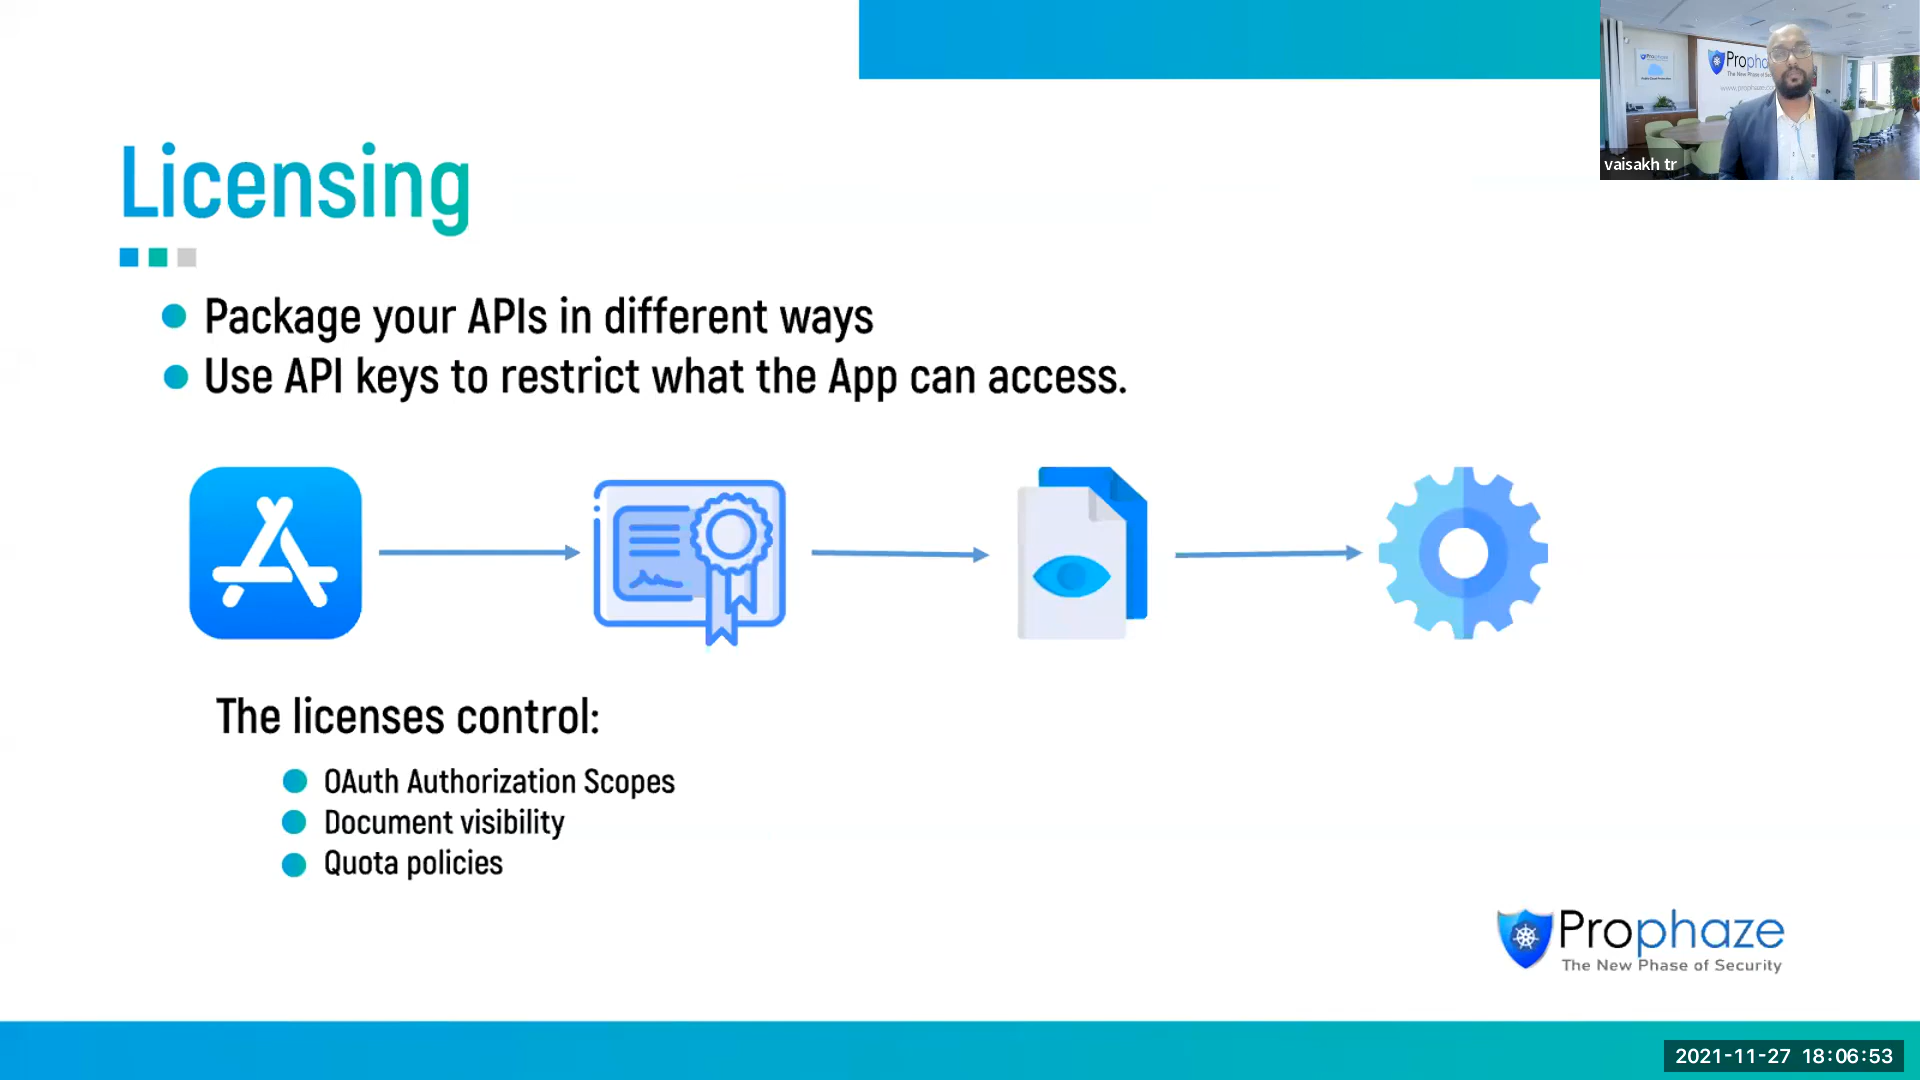 Licensing
Package your APIs in different ways
Use API keys to restrict what the App can access.
The licenses control:
OAuth Authorization Scopes
Document visibility
Quota policies
Prophaze
The New Phase of Security
vaisakh tr
2021-11-27 18:06:53